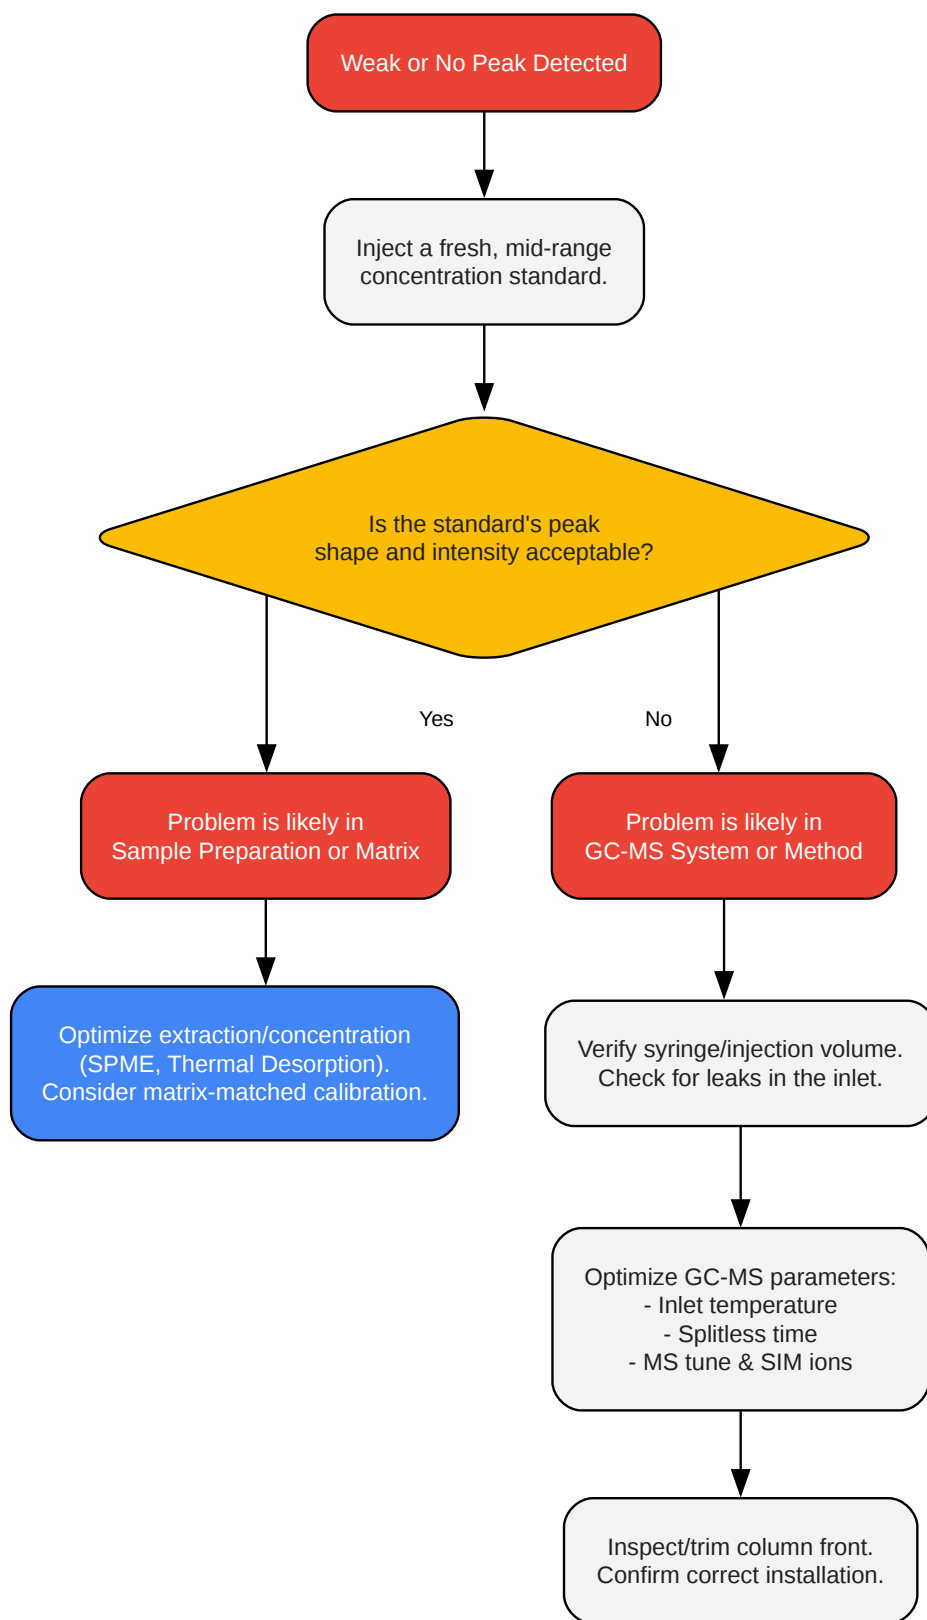 Weak or No Peak Detected
Inject a fresh, mid-range
concentration standard.
Is the standard's peak
shape and intensity acceptable?
Yes
No
Problem is likely in
Sample Preparation or Matrix
Problem is likely in
GC-MS System or Method
Optimize extraction/concentration
(SPME, Thermal Desorption).
Consider matrix-matched calibration.
Verify syringe/injection volume.
Check for leaks in the inlet.
Optimize GC-MS parameters:
- Inlet temperature
- Splitless time
- MS tune & SIM ions
Inspect/trim column front.
Confirm correct installation.